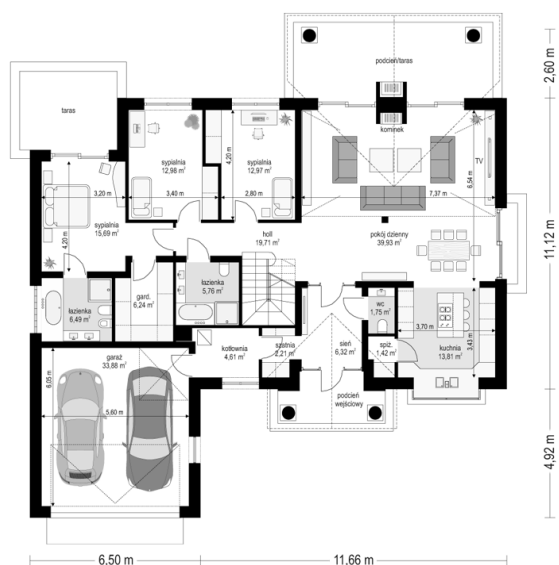 podcień/taras
2,60 m
taras
kominek
sypialnia
12,98 m²
3,40 m
4,20 m
sypialnia
12,97 m²
2,80 m
TV
6,54 m
7,37 m
3,20 m
sypialnia
15,69 m²
4,20 m
holl
19,71 m²
pokój dzienny
39,93 m²
11,12 m
łazienka
6,49 m²
gard.
6,24 m²
łazienka
5,76 m²
wc
1,75 m²
3,70 m
3,43 m
kuchnia
13,81 m²
kotłownia
4,61 m²
szatnia
2,21 m²
sień
6,32 m²
spiż.
1,42 m²
garaż
33,88 m²
6,05 m
5,60 m
podcień
wejściowy
4,92 m
6.50 m
11.66 m